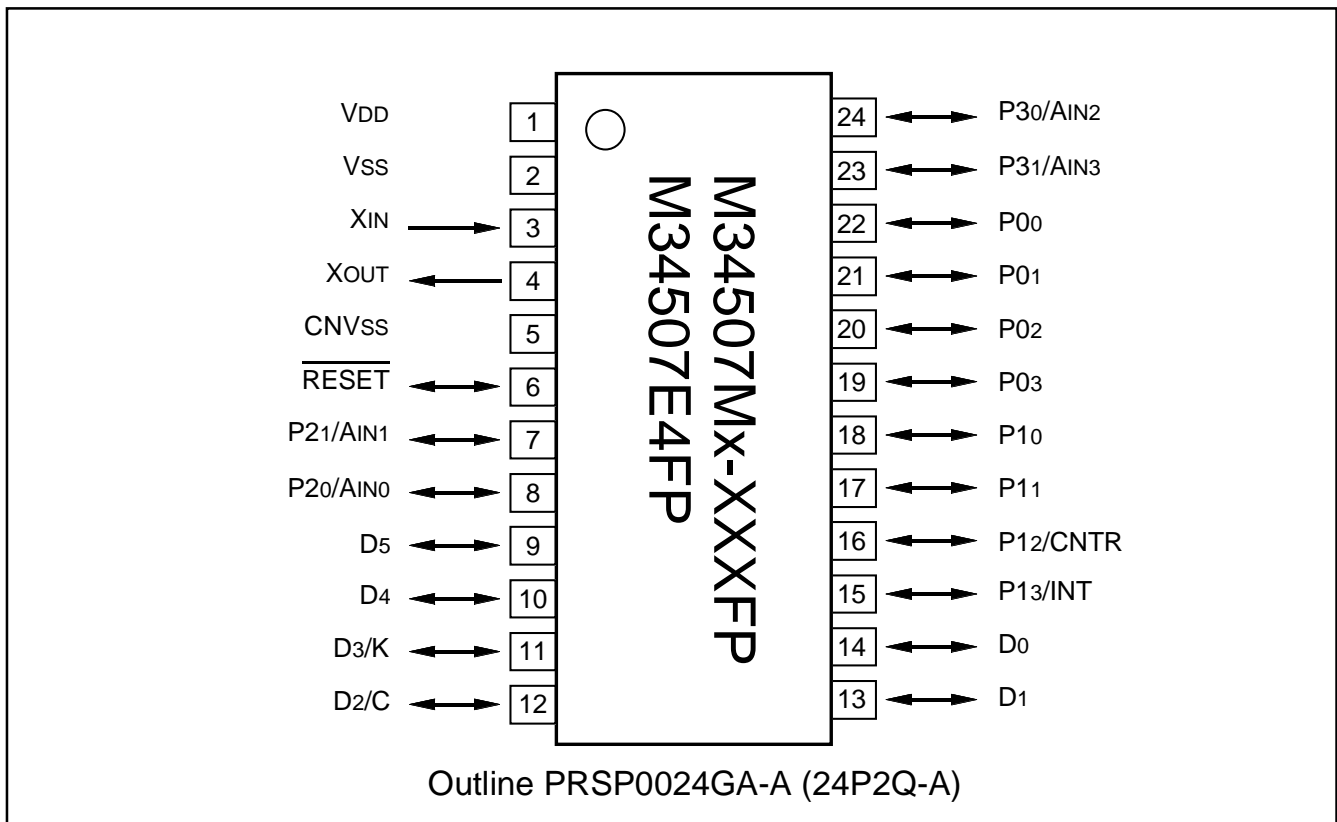 VDD 1 24 P30/AIN2
VSS 2 23 P31/AIN3
XIN 3 22 P00
XOUT 4 21 P01
CNVSS 5 20 P02
RESET 6 19 P03
P21/AIN1 7 18 P10
P20/AIN0 8 17 P11
D5 9 16 P12/CNTR
D4 10 15 P13/INT
D3/K 11 14 D0
D2/C 12 13 D1
M34507Mx-XXXFP
M34507E4FP
Outline PRSP0024GA-A (24P2Q-A)